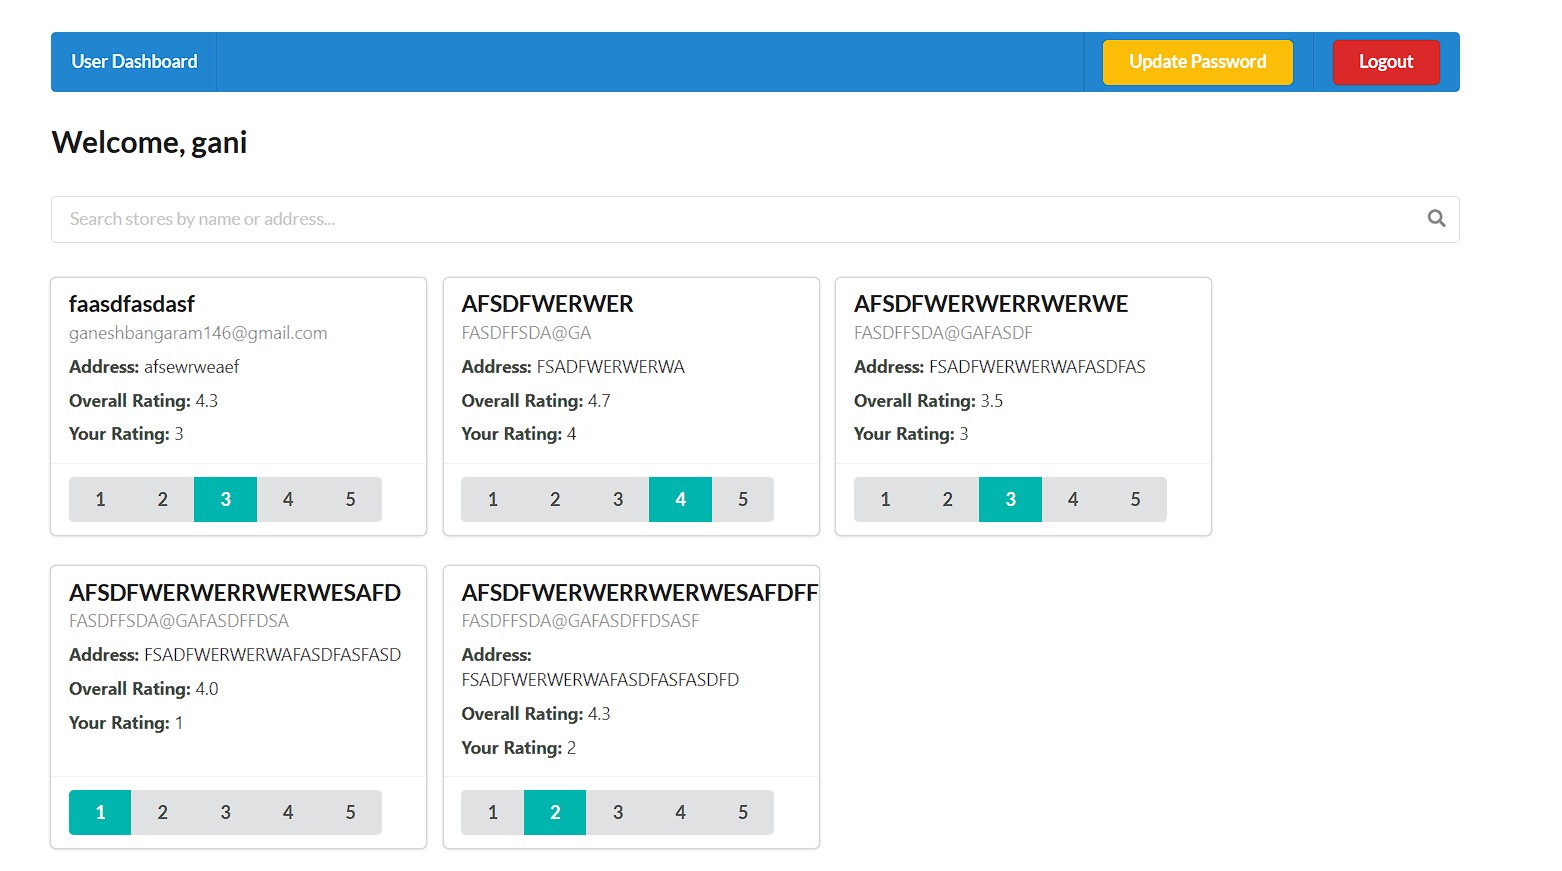 User Dashboard
Update Password
Logout
Welcome, gani
Search stores by name or address...
faasdfasdasf
ganeshbangaram146@gmail.com
Address: afsewrweaef
Overall Rating: 4.3
Your Rating: 3
1 2 3 4 5
AFSDFWERWER
FASDFFSDA@GA
Address: FSADFWERWERWA
Overall Rating: 4.7
Your Rating: 4
1 2 3 4 5
AFSDFWERWERRWERWE
FASDFFSDA@GAFASDF
Address: FSADFWERWERWAFASDFAS
Overall Rating: 3.5
Your Rating: 3
1 2 3 4 5
AFSDFWERWERRWERWESAFD
FASDFFSDA@GAFASDFFDSA
Address: FSADFWERWERWAFASDFASFASD
Overall Rating: 4.0
Your Rating: 1
1 2 3 4 5
AFSDFWERWERRWERWESAFDFF
FASDFFSDA@GAFASDFFDSASF
Address:
FSADFWERWERWAFASDFASFASDFD
Overall Rating: 4.3
Your Rating: 2
1 2 3 4 5